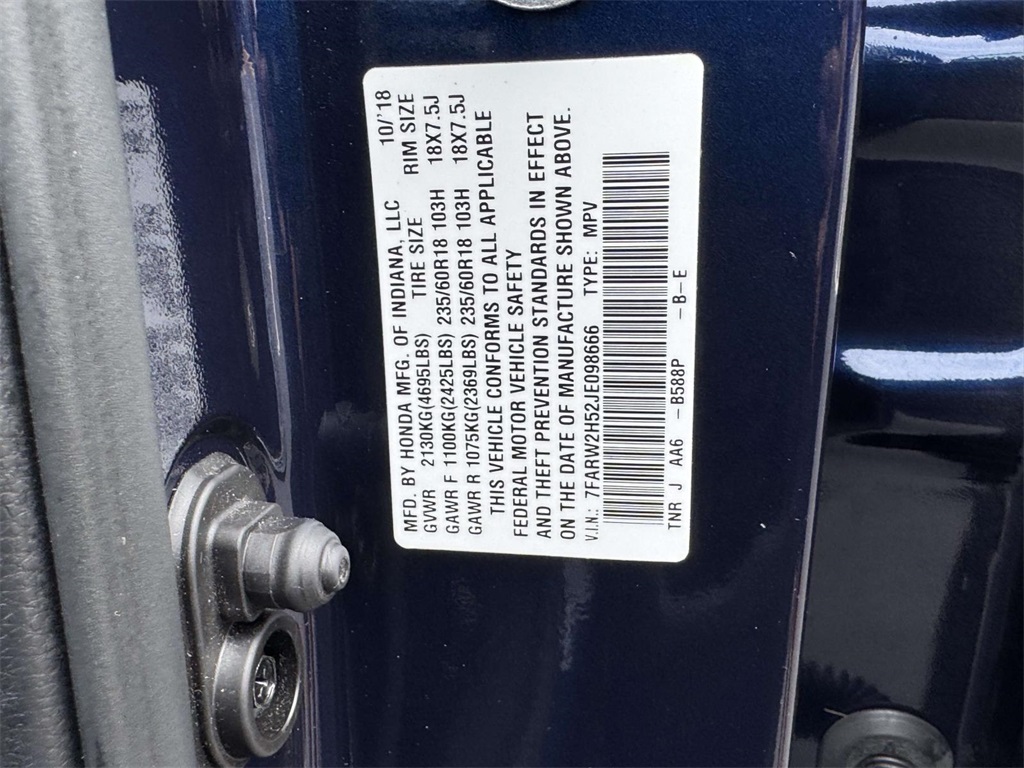 MFD. BY HONDA MFG. OF INDIANA, LLC 10/'18
GVWR 2130KG(4695LBS) TIRE SIZE RIM SIZE
GAWR F 1100KG(2425LBS) 235/60R18 103H 18X7.5J
GAWR R 1075KG(2369LBS) 235/60R18 103H 18X7.5J
THIS VEHICLE CONFORMS TO ALL APPLICABLE
FEDERAL MOTOR VEHICLE SAFETY
AND THEFT PREVENTION STANDARDS IN EFFECT
ON THE DATE OF MANUFACTURE SHOWN ABOVE.
V.I.N.: 7FARW2H52JE098666 TYPE: MPV
TNR J AA6 -B588P -B-E